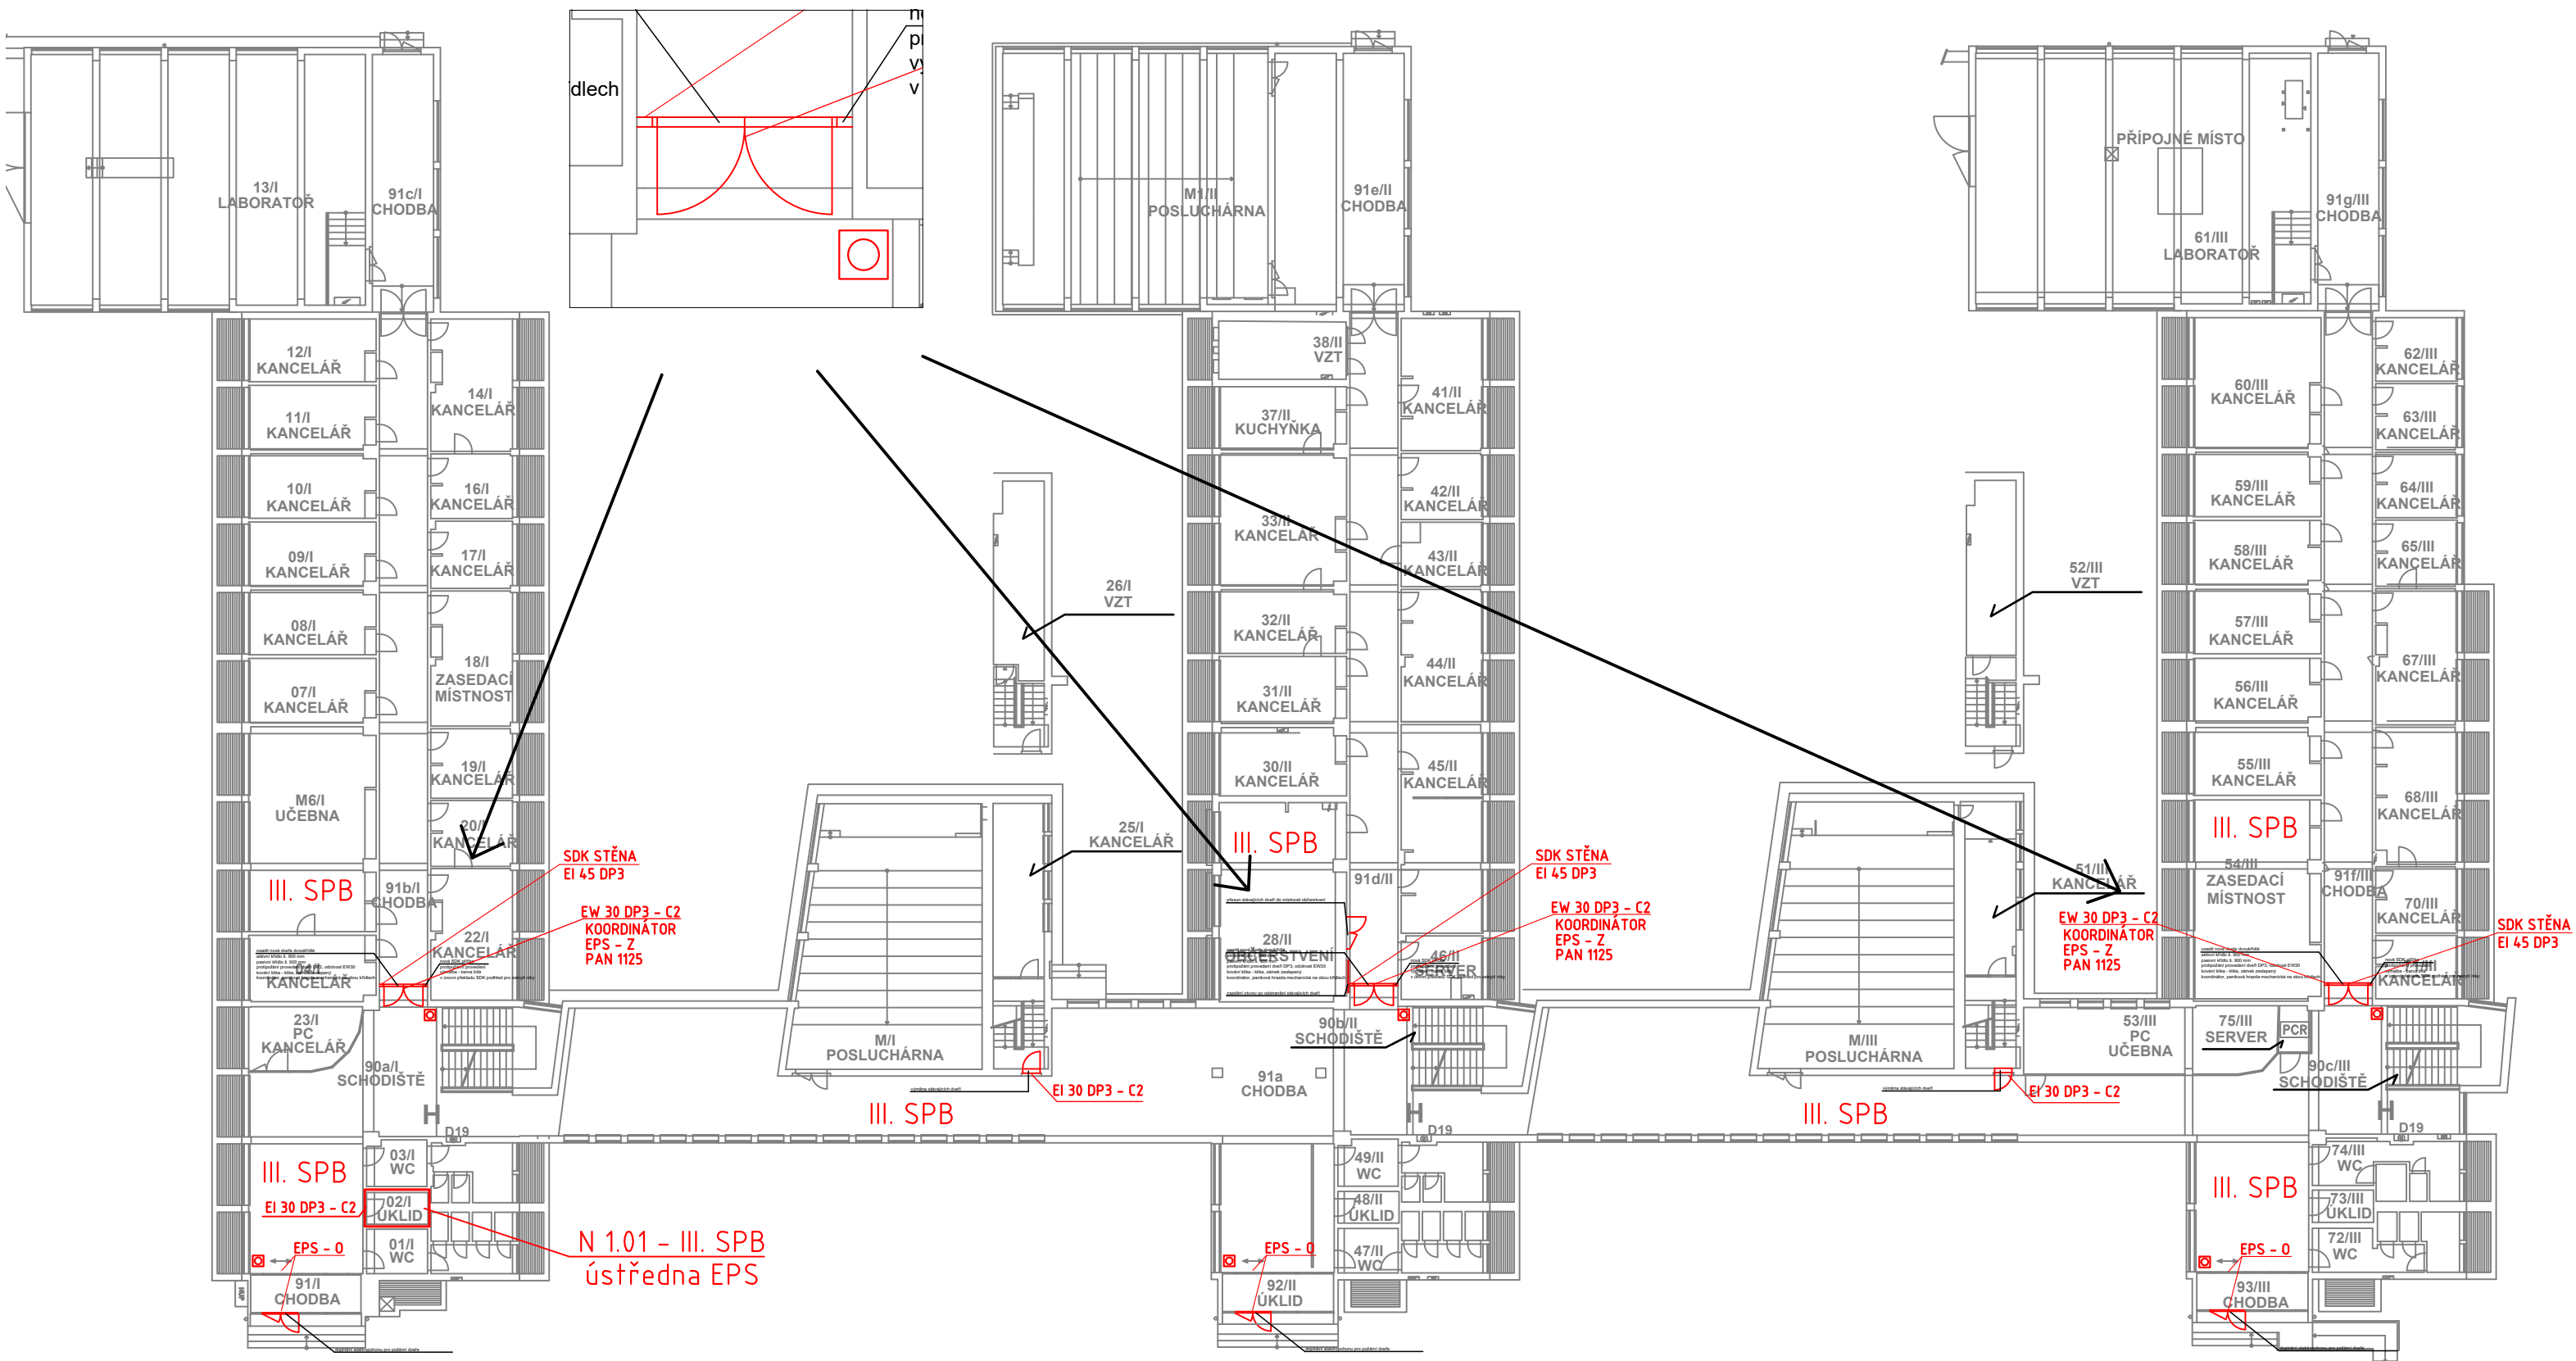 dlech
13/I
LABORATOŘ
91c/I
CHODBA
12/I
KANCELÁŘ
11/I
KANCELÁŘ
10/I
KANCELÁŘ
09/I
KANCELÁŘ
08/I
KANCELÁŘ
07/I
KANCELÁŘ
M6/I
UČEBNA
14/I
KANCELÁŘ
16/I
KANCELÁŘ
17/I
KANCELÁŘ
18/I
ZASEDACÍ
MÍSTNOST
19/I
KANCELÁŘ
20/I
KANCELÁŘ
III. SPB
91b/I
CHODBA
22/I
KANCELÁŘ
KANCELÁŘ
SDK STĚNA
EI 45 DP3
EW 30 DP3 - C2
KOORDINÁTOR
EPS - Z
PAN 1125
23/I
PC
KANCELÁŘ
90a/I
SCHODIŠTĚ
H
D19
III. SPB
03/I
WC
EI 30 DP3 - C2
02/I
ÚKLID
01/I
WC
EPS - O
91/I
CHODBA
HUP
N 1.01 - III. SPB
ústředna EPS
26/I
VZT
25/I
KANCELÁŘ
M/I
POSLUCHÁRNA
výměna stávajících dveří
EI 30 DP3 - C2
III. SPB
91a
CHODBA
M1/II
POSLUCHÁRNA
91e/II
CHODBA
38/II
VZT
37/II
KUCHYŇKA
33/II
KANCELÁŘ
32/II
KANCELÁŘ
31/II
KANCELÁŘ
30/II
KANCELÁŘ
41/II
KANCELÁŘ
42/II
KANCELÁŘ
43/II
KANCELÁŘ
44/II
KANCELÁŘ
45/II
KANCELÁŘ
III. SPB
91d/II
28/II
OBČERSTVENÍ
46/II
SERVER
SDK STĚNA
EI 45 DP3
EW 30 DP3 - C2
KOORDINÁTOR
EPS - Z
PAN 1125
90b/II
SCHODIŠTĚ
H
D19
49/II
WC
48/II
ÚKLID
47/II
WC
EPS - O
92/II
ÚKLID
52/III
VZT
51/III
KANCELÁŘ
M/III
POSLUCHÁRNA
výměna stávajících dveří
EI 30 DP3 - C2
III. SPB
PŘÍPOJNÉ MÍSTO
61/III
LABORATOŘ
91g/III
CHODBA
60/III
KANCELÁŘ
59/III
KANCELÁŘ
58/III
KANCELÁŘ
57/III
KANCELÁŘ
56/III
KANCELÁŘ
55/III
KANCELÁŘ
62/III
KANCELÁŘ
63/III
KANCELÁŘ
64/III
KANCELÁŘ
65/III
KANCELÁŘ
67/III
KANCELÁŘ
68/III
KANCELÁŘ
III. SPB
54/III
ZASEDACÍ
MÍSTNOST
91f/III
CHODBA
70/III
KANCELÁŘ
KANCELÁŘ
EW 30 DP3 - C2
KOORDINÁTOR
EPS - Z
PAN 1125
SDK STĚNA
EI 45 DP3
53/III
PC
UČEBNA
75/III
SERVER
PCR
90c/III
SCHODIŠTĚ
H
D19
III. SPB
74/III
WC
73/III
ÚKLID
72/III
WC
EPS - O
93/III
CHODBA